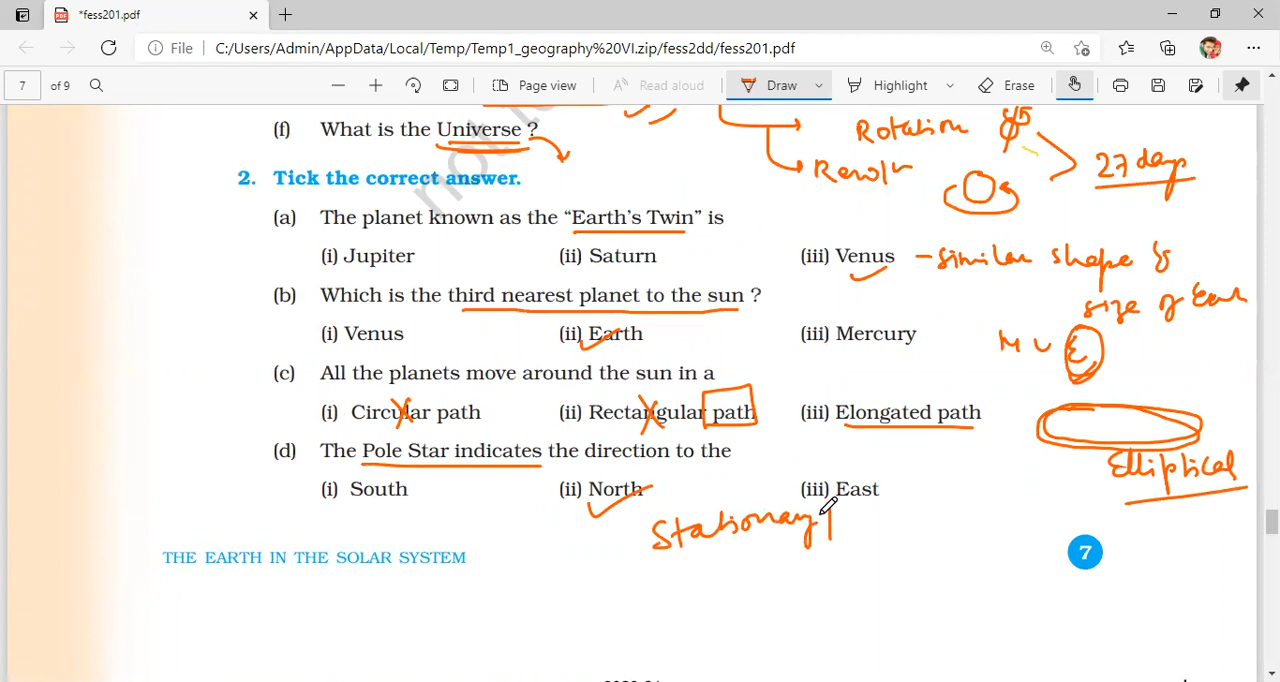 *fess201.pdf
File C:/Users/Admin/AppData/Local/Temp/Temp1_geography%20VI.zip/fess2dd/fess201.pdf
7 of 9 Page view Read aloud Draw Highlight Erase
(f) What is the Universe ?
Rotation
Revolⁿ
27 days
2. Tick the correct answer.
(a) The planet known as the “Earth’s Twin” is
(i) Jupiter (ii) Saturn (iii) Venus - similar shape &
size of Earth
(b) Which is the third nearest planet to the sun ?
(i) Venus (ii) Earth (iii) Mercury
M V E
(c) All the planets move around the sun in a
(i) Circular path (ii) Rectangular path (iii) Elongated path
Elliptical
(d) The Pole Star indicates the direction to the
(i) South (ii) North (iii) East
Stationary
THE EARTH IN THE SOLAR SYSTEM 7